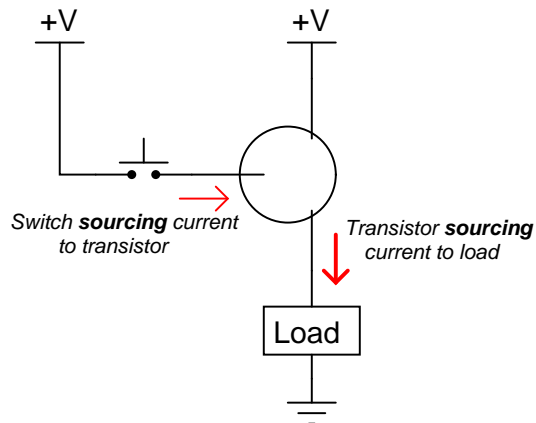 +V
+V
Switch sourcing current
to transistor
Transistor sourcing
current to load
Load